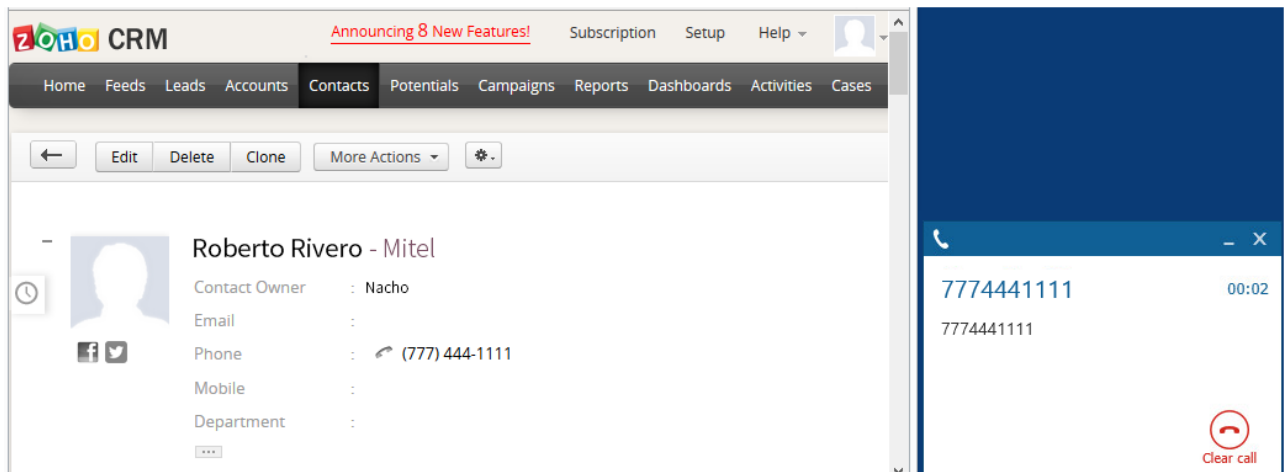 ZOHO CRM
Announcing 8 New Features! Subscription Setup Help
Home Feeds Leads Accounts Contacts Potentials Campaigns Reports Dashboards Activities Cases
Edit Delete Clone More Actions
Roberto Rivero - Mitel
Contact Owner : Nacho
Email :
Phone : (777) 444-1111
Mobile :
Department :
...
7774441111 00:02
7774441111
Clear call